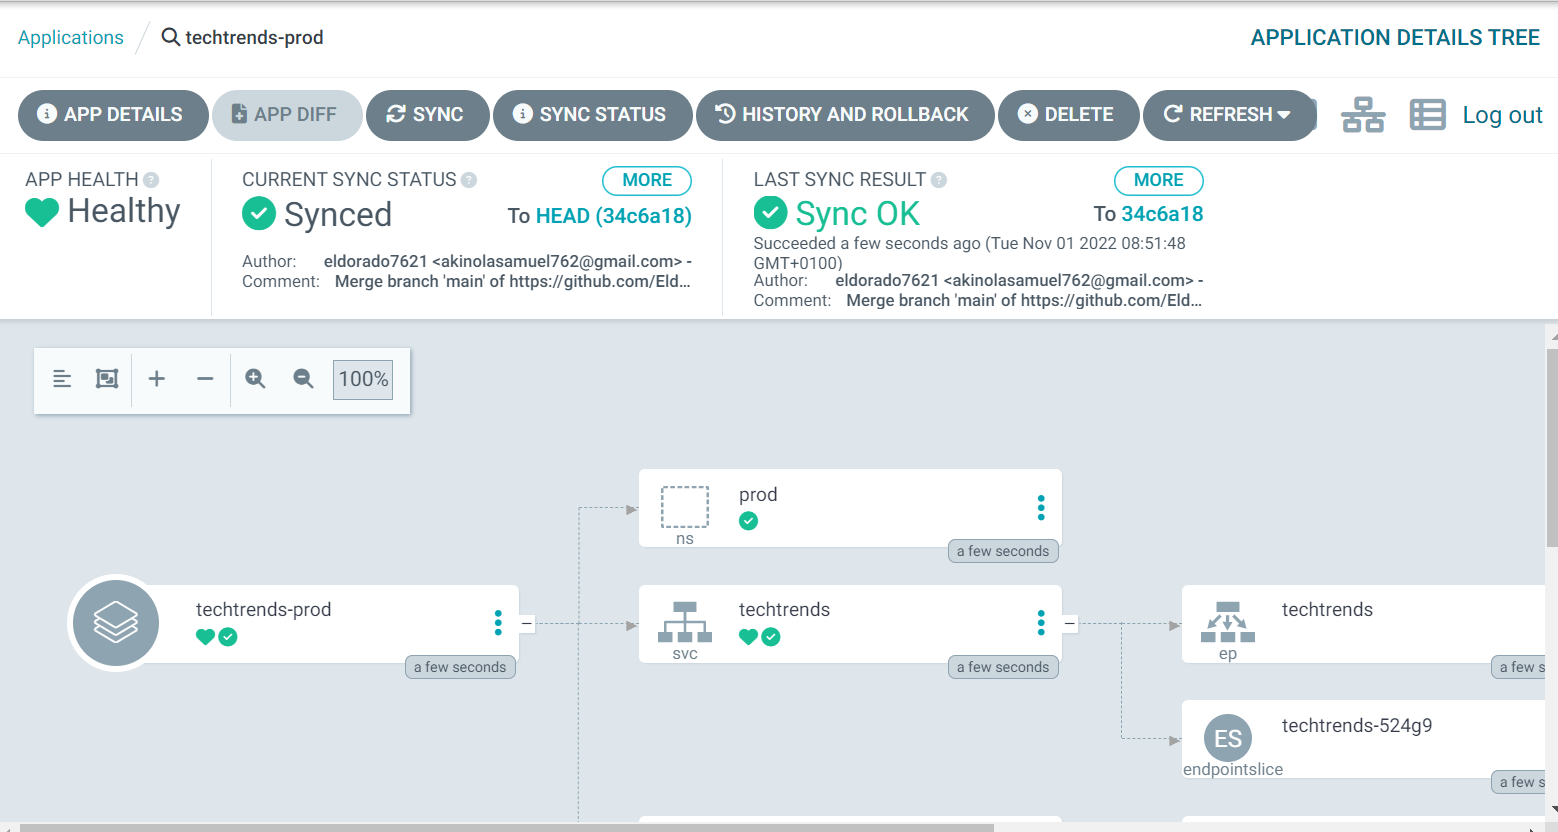 Applications
techtrends-prod
APPLICATION DETAILS TREE
APP DETAILS
APP DIFF
SYNC
SYNC STATUS
HISTORY AND ROLLBACK
DELETE
REFRESH
Log out
APP HEALTH
Healthy
CURRENT SYNC STATUS
MORE
Synced
To HEAD (34c6a18)
Author: eldorado7621 <akinolasamuel762@gmail.com> -
Comment: Merge branch 'main' of https://github.com/Eld...
LAST SYNC RESULT
MORE
Sync OK
To 34c6a18
Succeeded a few seconds ago (Tue Nov 01 2022 08:51:48
GMT+0100)
Author: eldorado7621 <akinolasamuel762@gmail.com> -
Comment: Merge branch 'main' of https://github.com/Eld...
100%
prod
ns
a few seconds
techtrends-prod
a few seconds
techtrends
svc
a few seconds
techtrends
ep
a few s
techtrends-524g9
ES
endpointslice
a few s